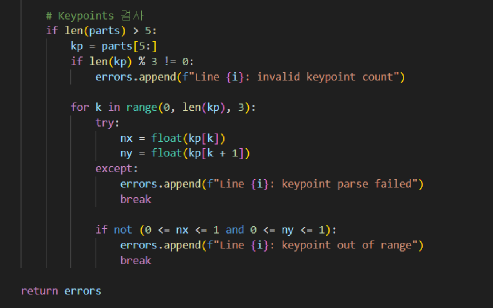 # Keypoints 검사
if len(parts) > 5:
    kp = parts[5:]
    if len(kp) % 3 != 0:
        errors.append(f"Line {i}: invalid keypoint count")

    for k in range(0, len(kp), 3):
        try:
            nx = float(kp[k])
            ny = float(kp[k + 1])
        except:
            errors.append(f"Line {i}: keypoint parse failed")
            break

        if not (0 <= nx <= 1 and 0 <= ny <= 1):
            errors.append(f"Line {i}: keypoint out of range")
            break

return errors